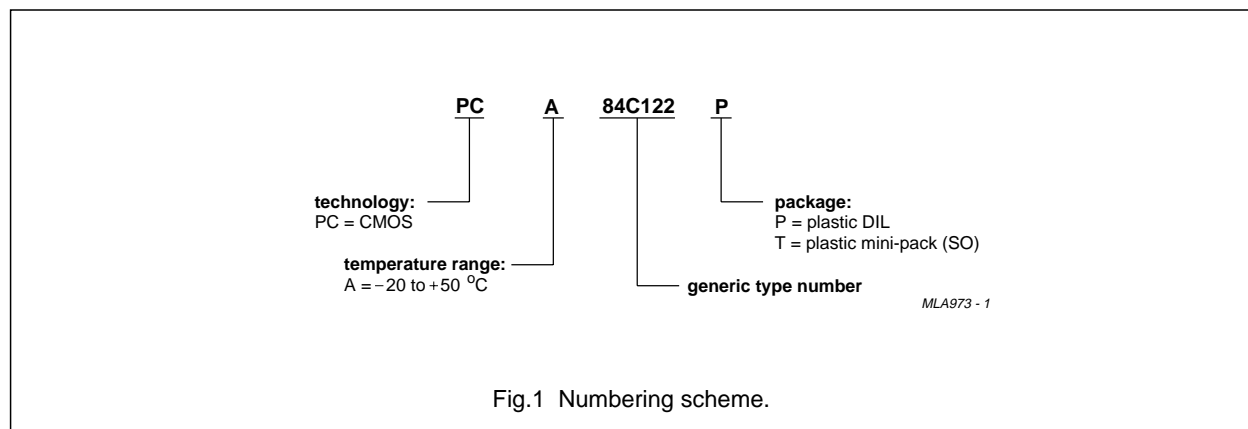 PC A 84C122 P
technology:
PC = CMOS
temperature range:
A = −20 to +50 °C
package:
P = plastic DIL
T = plastic mini-pack (SO)
generic type number
MLA973 - 1
Fig.1 Numbering scheme.